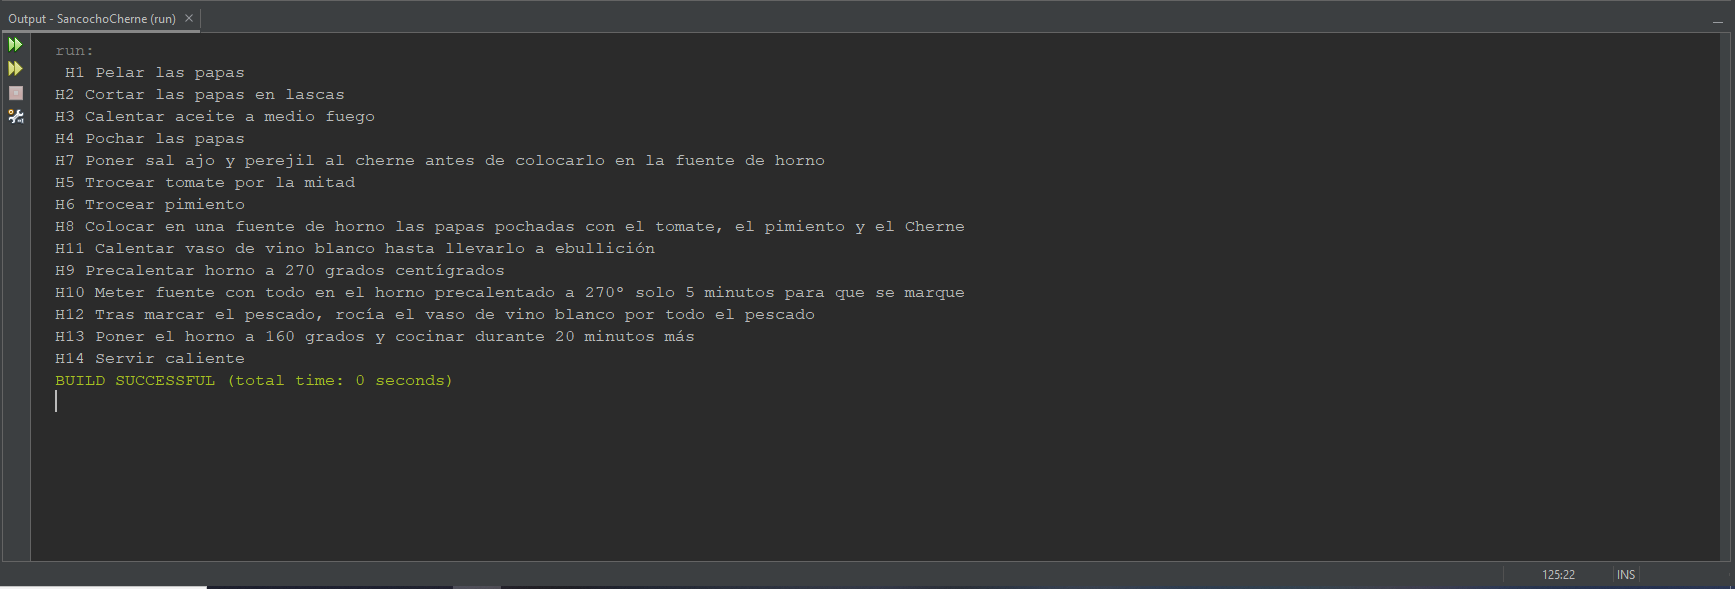 Output - SancochoCherne (run)
run:
H1 Pelar las papas
H2 Cortar las papas en lascas
H3 Calentar aceite a medio fuego
H4 Pochar las papas
H7 Poner sal ajo y perejil al cherne antes de colocarlo en la fuente de horno
H5 Trocear tomate por la mitad
H6 Trocear pimiento
H8 Colocar en una fuente de horno las papas pochadas con el tomate, el pimiento y el Cherne
H11 Calentar vaso de vino blanco hasta llevarlo a ebullición
H9 Precalentar horno a 270 grados centígrados
H10 Meter fuente con todo en el horno precalentado a 270º solo 5 minutos para que se marque
H12 Tras marcar el pescado, rocía el vaso de vino blanco por todo el pescado
H13 Poner el horno a 160 grados y cocinar durante 20 minutos más
H14 Servir caliente
BUILD SUCCESSFUL (total time: 0 seconds)
125:22 INS